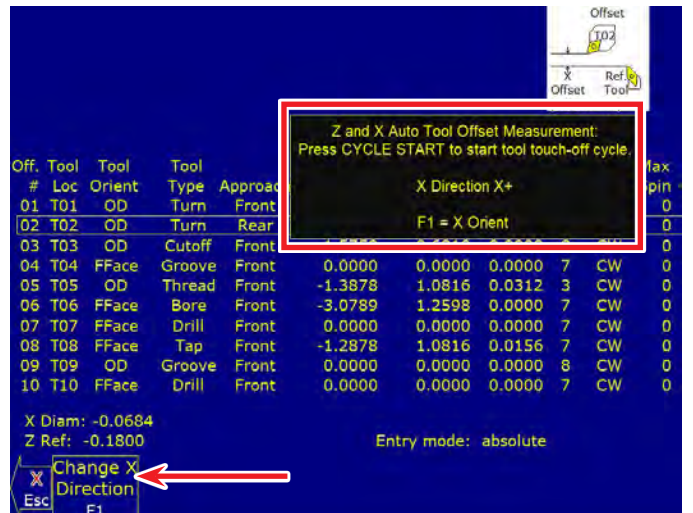 Offset
T02
X Ref.
Offset Tool
Z and X Auto Tool Offset Measurement:
Press CYCLE START to start tool touch-off cycle.
X Direction X+
F1 = X Orient
Off. Tool Tool Tool Max
# Loc Orient Type Approac Spin
01 T01 OD Turn Front 0
02 T02 OD Turn Rear 0
03 T03 OD Cutoff Front CW 0
04 T04 FFace Groove Front 0.0000 0.0000 0.0000 7 CW 0
05 T05 OD Thread Front -1.3878 1.0816 0.0312 3 CW 0
06 T06 FFace Bore Front -3.0789 1.2598 0.0000 7 CW 0
07 T07 FFace Drill Front 0.0000 0.0000 0.0000 7 CW 0
08 T08 FFace Tap Front -1.2878 1.0816 0.0156 7 CW 0
09 T09 OD Groove Front 0.0000 0.0000 0.0000 8 CW 0
10 T10 FFace Drill Front 0.0000 0.0000 0.0000 7 CW 0
X Diam: -0.0684
Z Ref: -0.1800
Entry mode: absolute
X
Esc
Change X
Direction
F1